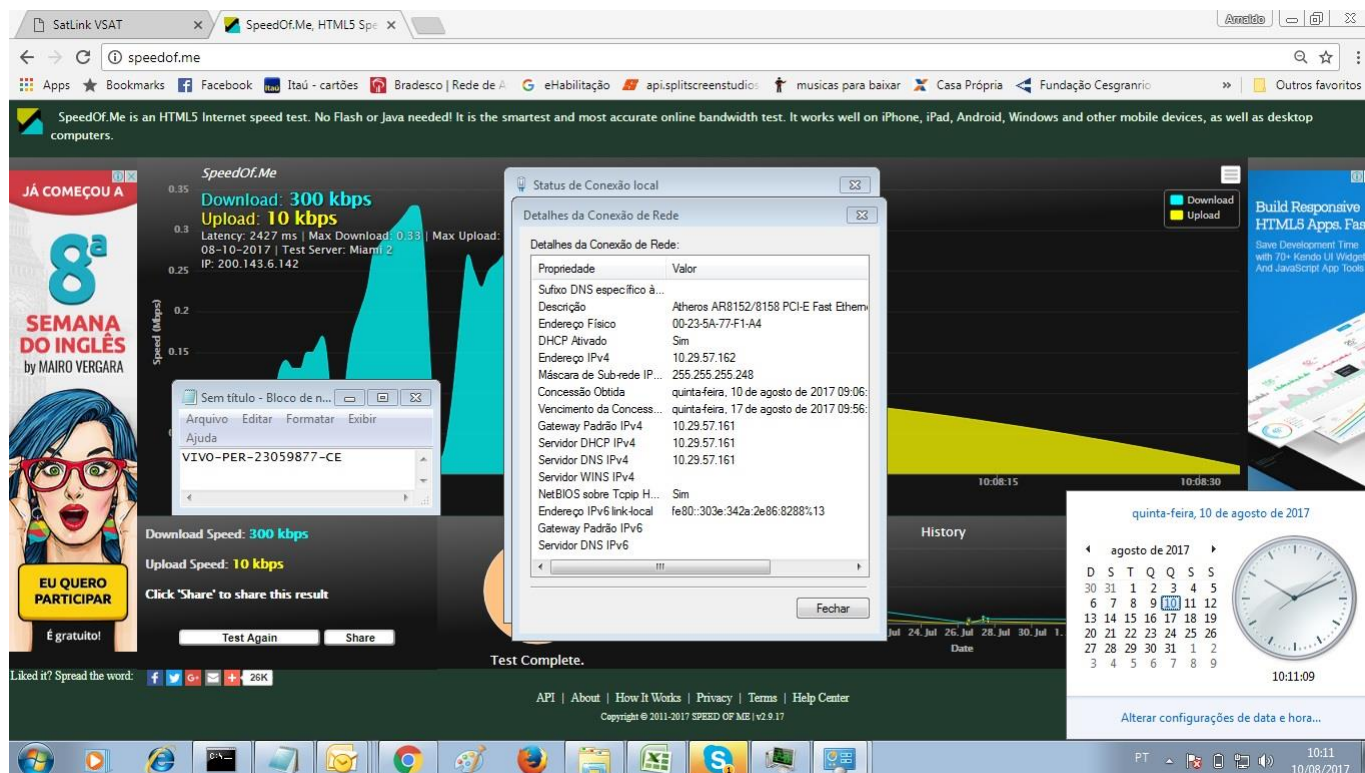 SatLink VSAT
SpeedOf.Me, HTML5 Spe
Arnaldo
speedof.me
Apps Bookmarks Facebook Itaú - cartões Bradesco | Rede de A eHabilitação api.splitscreenstudios musicas para baixar Casa Própria Fundação Cesgranrio » Outros favoritos
SpeedOf.Me is an HTML5 Internet speed test. No Flash or Java needed! It is the smartest and most accurate online bandwidth test. It works well on iPhone, iPad, Android, Windows and other mobile devices, as well as desktop
computers.
JÁ COMEÇOU A
8ª
SEMANA
DO INGLÊS
by MAIRO VERGARA
EU QUERO
PARTICIPAR
É gratuito!
SpeedOf.Me
Download: 300 kbps
Upload: 10 kbps
Latency: 2427 ms | Max Download: 0.33 | Max Upload:
08-10-2017 | Test Server: Miami 2
IP: 200.143.6.142
0.35
0.3
0.25
0.2
0.15
Speed (Mbps)
Download
Upload
10:08:15
10:08:30
Sem título - Bloco de n...
Arquivo Editar Formatar Exibir
Ajuda
VIVO-PER-23059877-CE
Status de Conexão local
Detalhes da Conexão de Rede
Detalhes da Conexão de Rede:
Propriedade Valor
Sufixo DNS específico à...
Descrição Atheros AR8152/8158 PCI-E Fast Ethern
Endereço Físico 00-23-5A-77-F1-A4
DHCP Ativado Sim
Endereço IPv4 10.29.57.162
Máscara de Sub-rede IP... 255.255.255.248
Concessão Obtida quinta-feira, 10 de agosto de 2017 09:06:
Vencimento da Concess... quinta-feira, 17 de agosto de 2017 09:56:
Gateway Padrão IPv4 10.29.57.161
Servidor DHCP IPv4 10.29.57.161
Servidor DNS IPv4 10.29.57.161
Servidor WINS IPv4
NetBIOS sobre Tcpip H... Sim
Endereço IPv6 link-local fe80::303e:342a:2e86:8288%13
Gateway Padrão IPv6
Servidor DNS IPv6
Fechar
Build Responsive
HTML5 Apps. Fas
Save Development Time
with 70+ Kendo UI Widget
And JavaScript App Tools
Download Speed: 300 kbps
Upload Speed: 10 kbps
Click 'Share' to share this result
Test Again Share
Test Complete.
History
Jul 24. Jul 26. Jul 28. Jul 30. Jul 1.
Date
Liked it? Spread the word:
26K
API | About | How It Works | Privacy | Terms | Help Center
Copyright © 2011-2017 SPEED OF ME | v2.9.17
quinta-feira, 10 de agosto de 2017
agosto de 2017
D S T Q Q S S
30 31 1 2 3 4 5
6 7 8 9 10 11 12
13 14 15 16 17 18 19
20 21 22 23 24 25 26
27 28 29 30 31 1 2
3 4 5 6 7 8 9
10:11:09
Alterar configurações de data e hora...
PT
10:11
10/08/2017